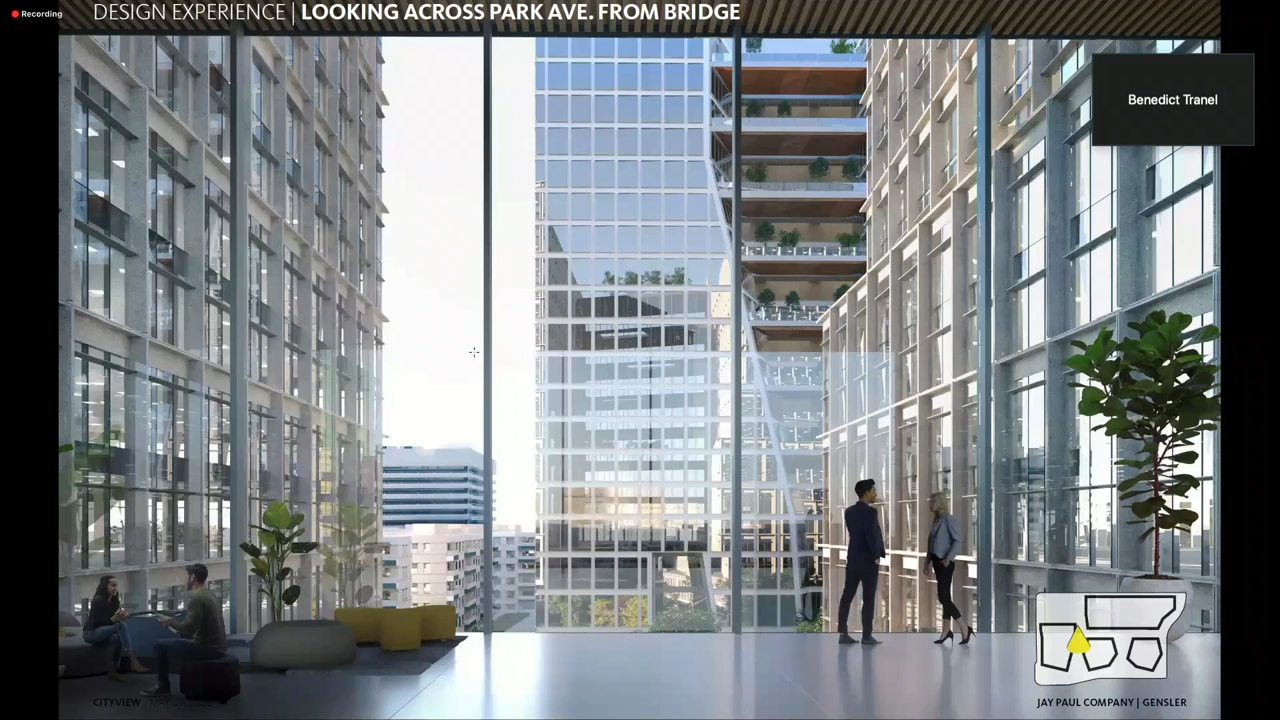 Recording
DESIGN EXPERIENCE | LOOKING ACROSS PARK AVE. FROM BRIDGE
Benedict Tranel
CITYVIEW |
JAY PAUL COMPANY | GENSLER